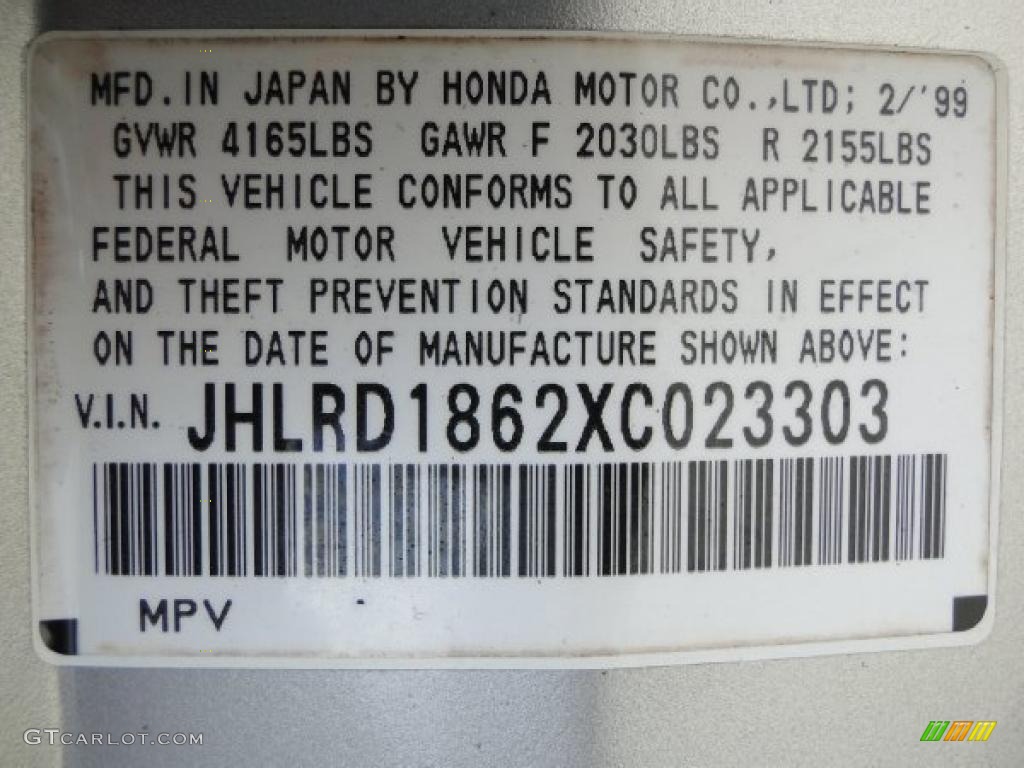 MFD. IN JAPAN BY HONDA MOTOR CO.,LTD; 2/'99
GVWR 4165LBS GAWR F 2030LBS R 2155LBS
THIS VEHICLE CONFORMS TO ALL APPLICABLE
FEDERAL MOTOR VEHICLE SAFETY,
AND THEFT PREVENTION STANDARDS IN EFFECT
ON THE DATE OF MANUFACTURE SHOWN ABOVE:
V.I.N. JHLRD1862XC023303
MPV
GTCARLOT.COM